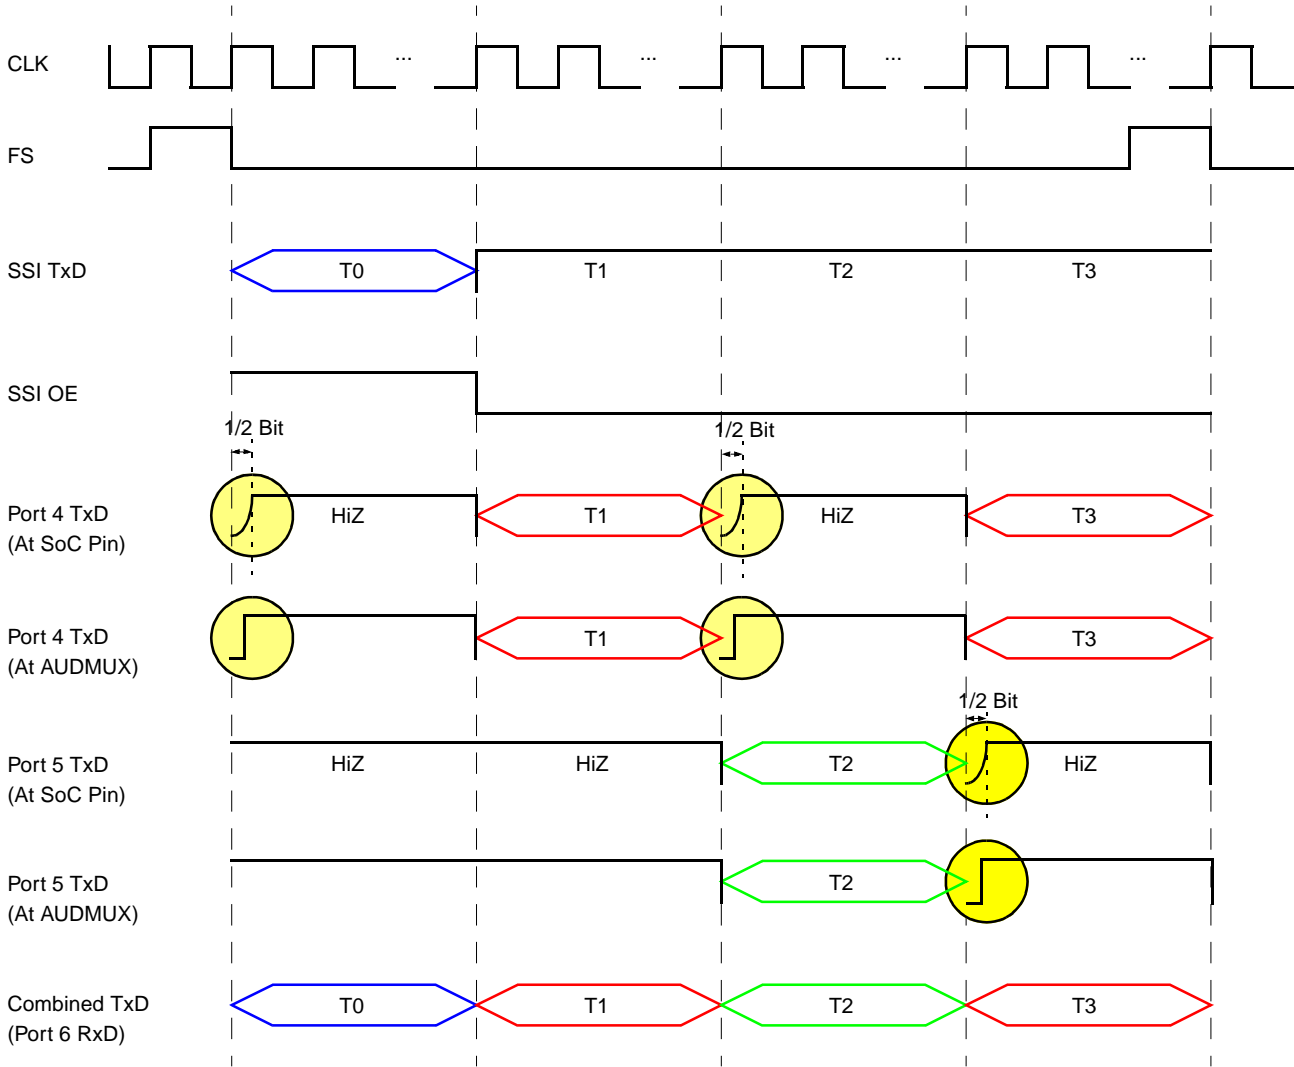 CLK
... ... ... ...
FS
SSI TxD
T0 T1 T2 T3
SSI OE
1/2 Bit 1/2 Bit
Port 4 TxD
(At SoC Pin)
HiZ T1 HiZ T3
Port 4 TxD
(At AUDMUX)
T1 T3
1/2 Bit
Port 5 TxD
(At SoC Pin)
HiZ HiZ T2 HiZ
Port 5 TxD
(At AUDMUX)
T2
Combined TxD
(Port 6 RxD)
T0 T1 T2 T3